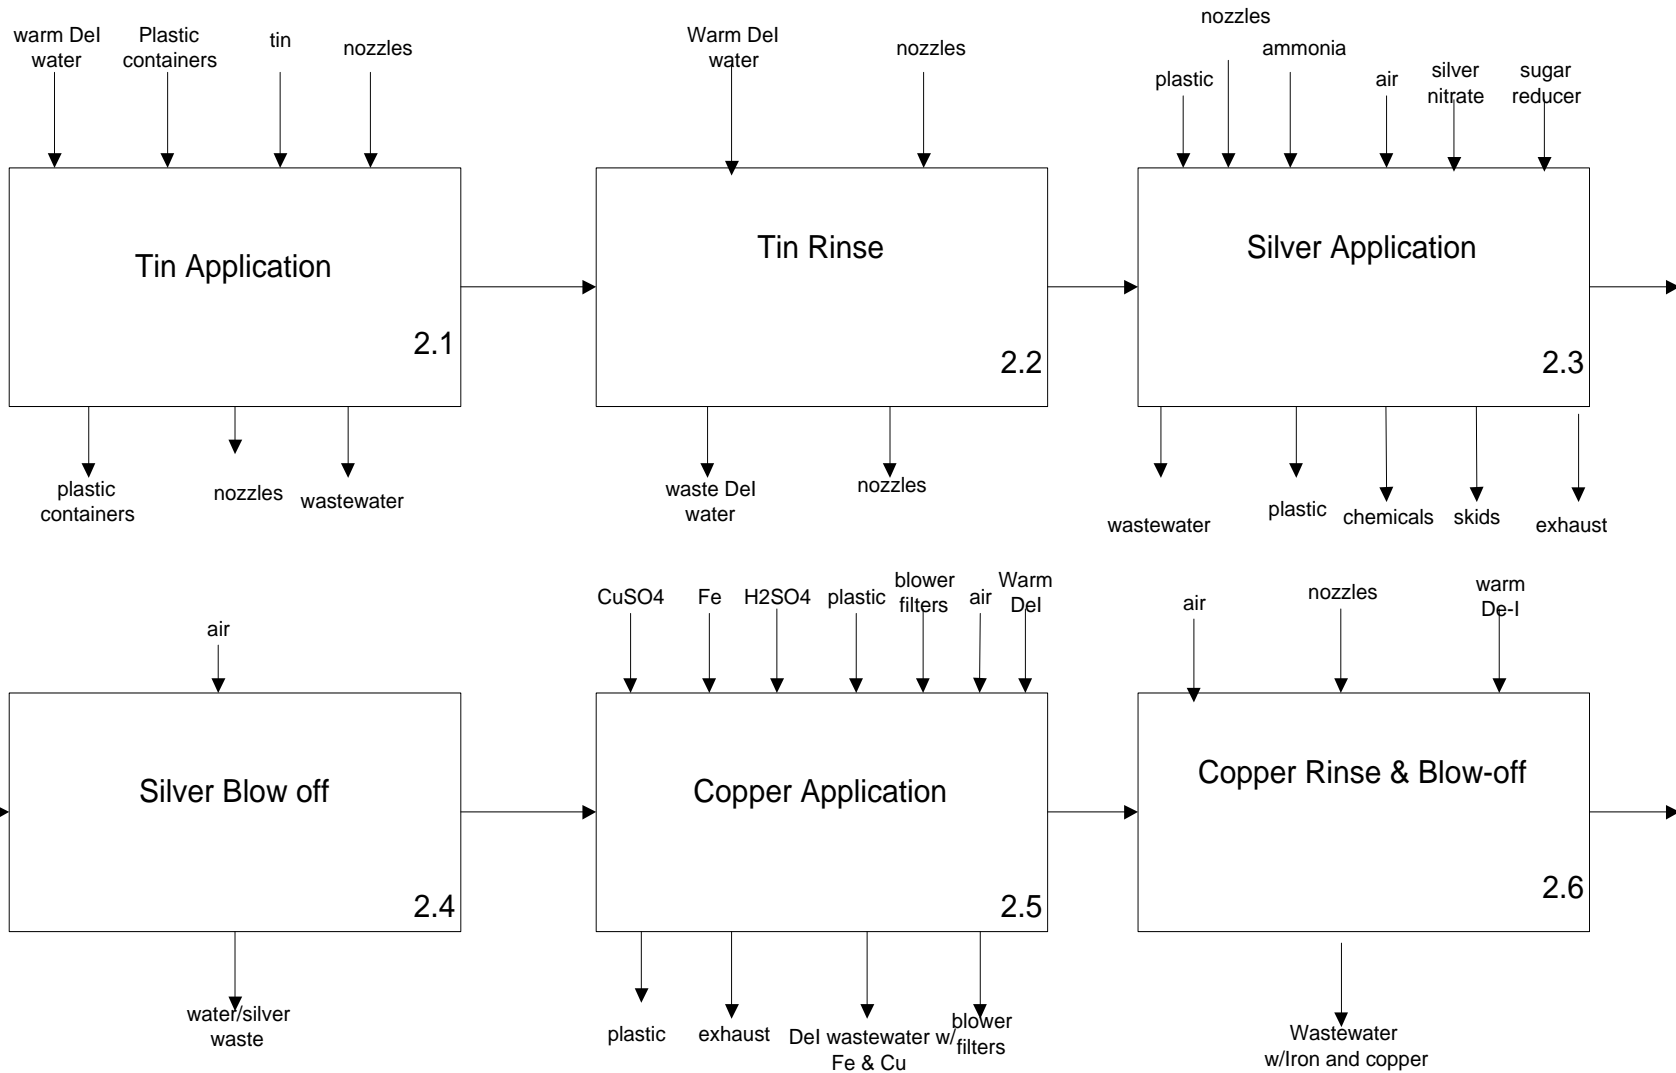 warm DeI
water
Plastic
containers
tin
nozzles
Tin Application
2.1
plastic
containers
nozzles
wastewater
Warm DeI
water
nozzles
Tin Rinse
2.2
waste DeI
water
nozzles
plastic
nozzles
ammonia
air
silver
nitrate
sugar
reducer
Silver Application
2.3
wastewater
plastic
chemicals
skids
exhaust
air
Silver Blow off
2.4
water/silver
waste
CuSO4
Fe
H2SO4
plastic
blower
filters
air
Warm
DeI
Copper Application
2.5
plastic
exhaust
DeI wastewater w/
Fe & Cu
blower
filters
air
nozzles
warm
De-I
Copper Rinse & Blow-off
2.6
Wastewater
w/Iron and copper